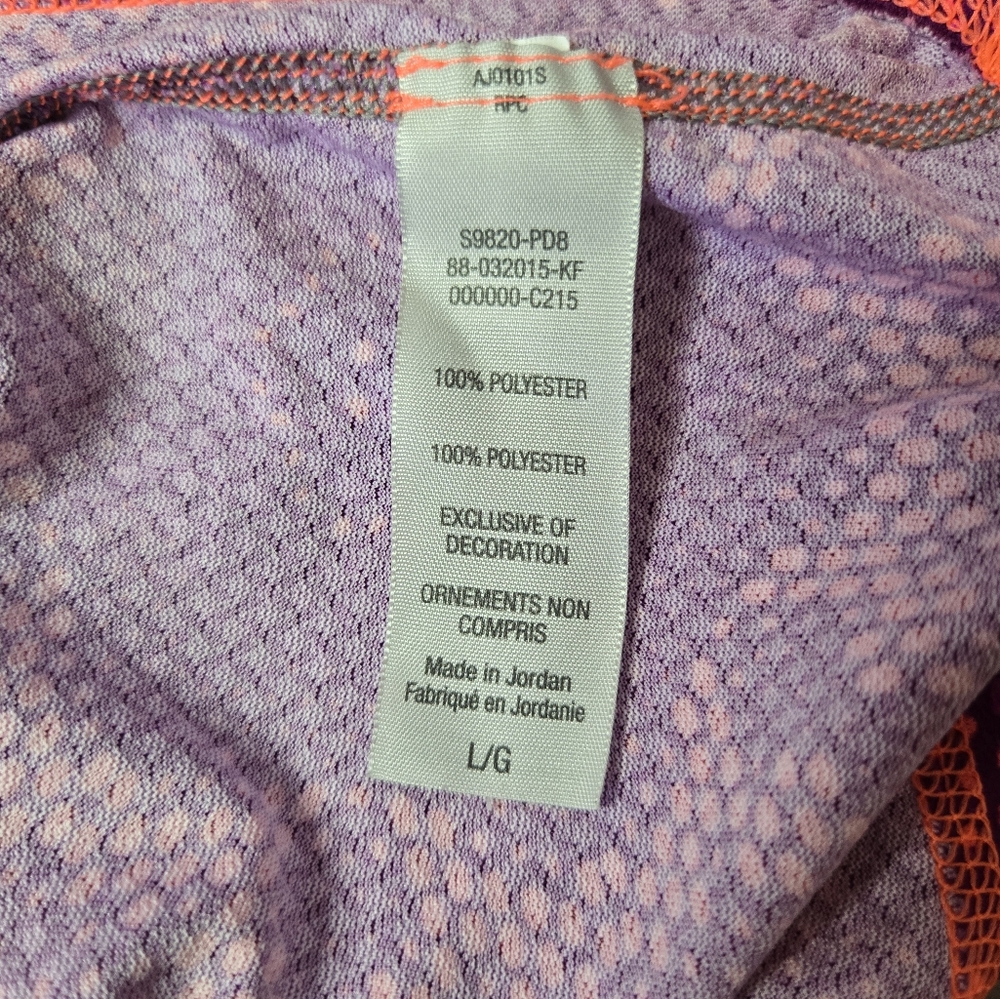 AJ0101S
RPC
S9820-PD8
88-032015-KF
000000-C215
100% POLYESTER
100% POLYESTER
EXCLUSIVE OF
DECORATION
ORNEMENTS NON
COMPRIS
Made in Jordan
Fabriqué en Jordanie
L/G